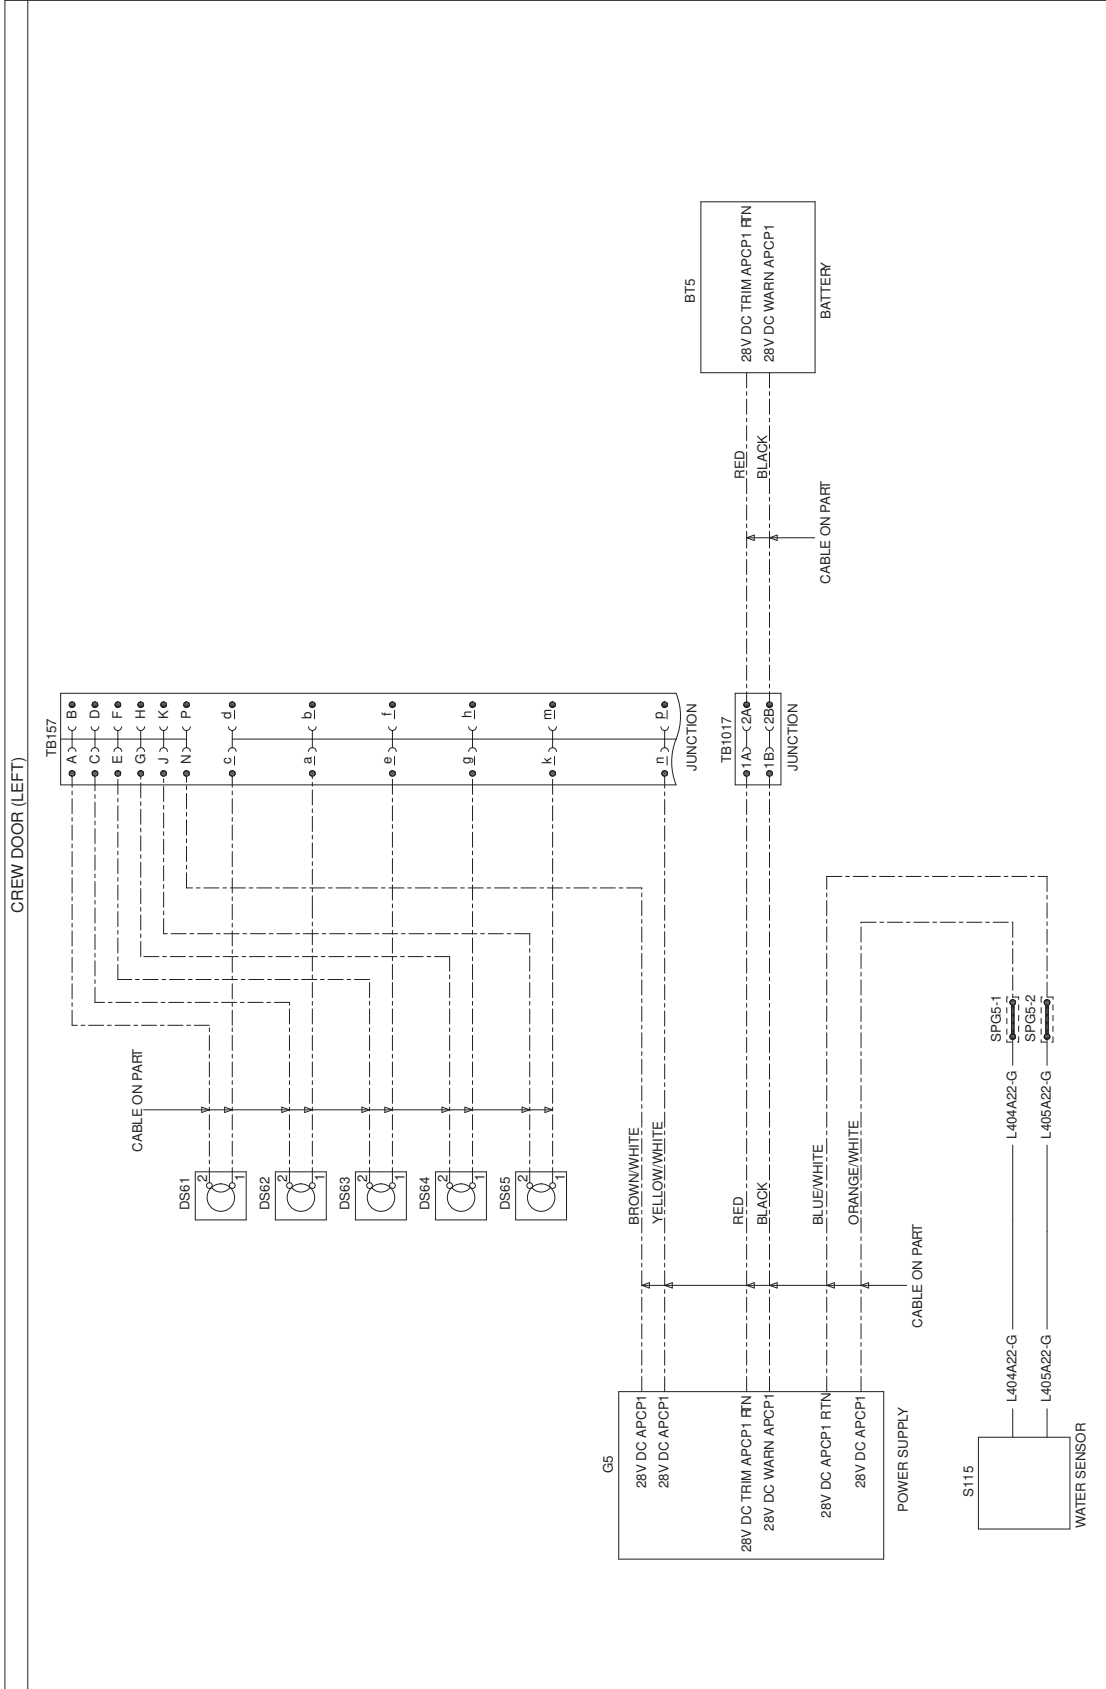 CREW DOOR (LEFT)
TB157
A B
C D
E F
G H
J K
N P
c d
a b
e f
g h
k m
n p
JUNCTION
CABLE ON PART
DS61
2
1
DS62
2
1
DS63
2
1
DS64
2
1
DS65
2
1
G5
28V DC APCP1
BROWN/WHITE
28V DC APCP1
YELLOW/WHITE
28V DC TRIM APCP1 RTN
RED
28V DC WARN APCP1
BLACK
28V DC APCP1 RTN
BLUE/WHITE
28V DC APCP1
ORANGE/WHITE
POWER SUPPLY
CABLE ON PART
TB1017
1A 2A
1B 2B
JUNCTION
RED
BLACK
CABLE ON PART
BT5
28V DC TRIM APCP1 RTN
28V DC WARN APCP1
BATTERY
S115
WATER SENSOR
L404A22-G
L404A22-G
SPG5-1
L405A22-G
L405A22-G
SPG5-2